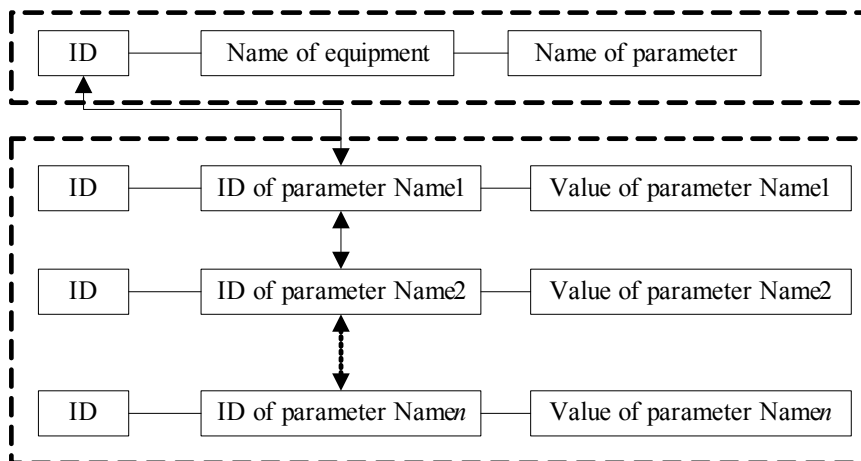 ID Name of equipment Name of parameter
ID ID of parameter Name1 Value of parameter Name1
ID ID of parameter Name2 Value of parameter Name2
ID ID of parameter Namen Value of parameter Namen